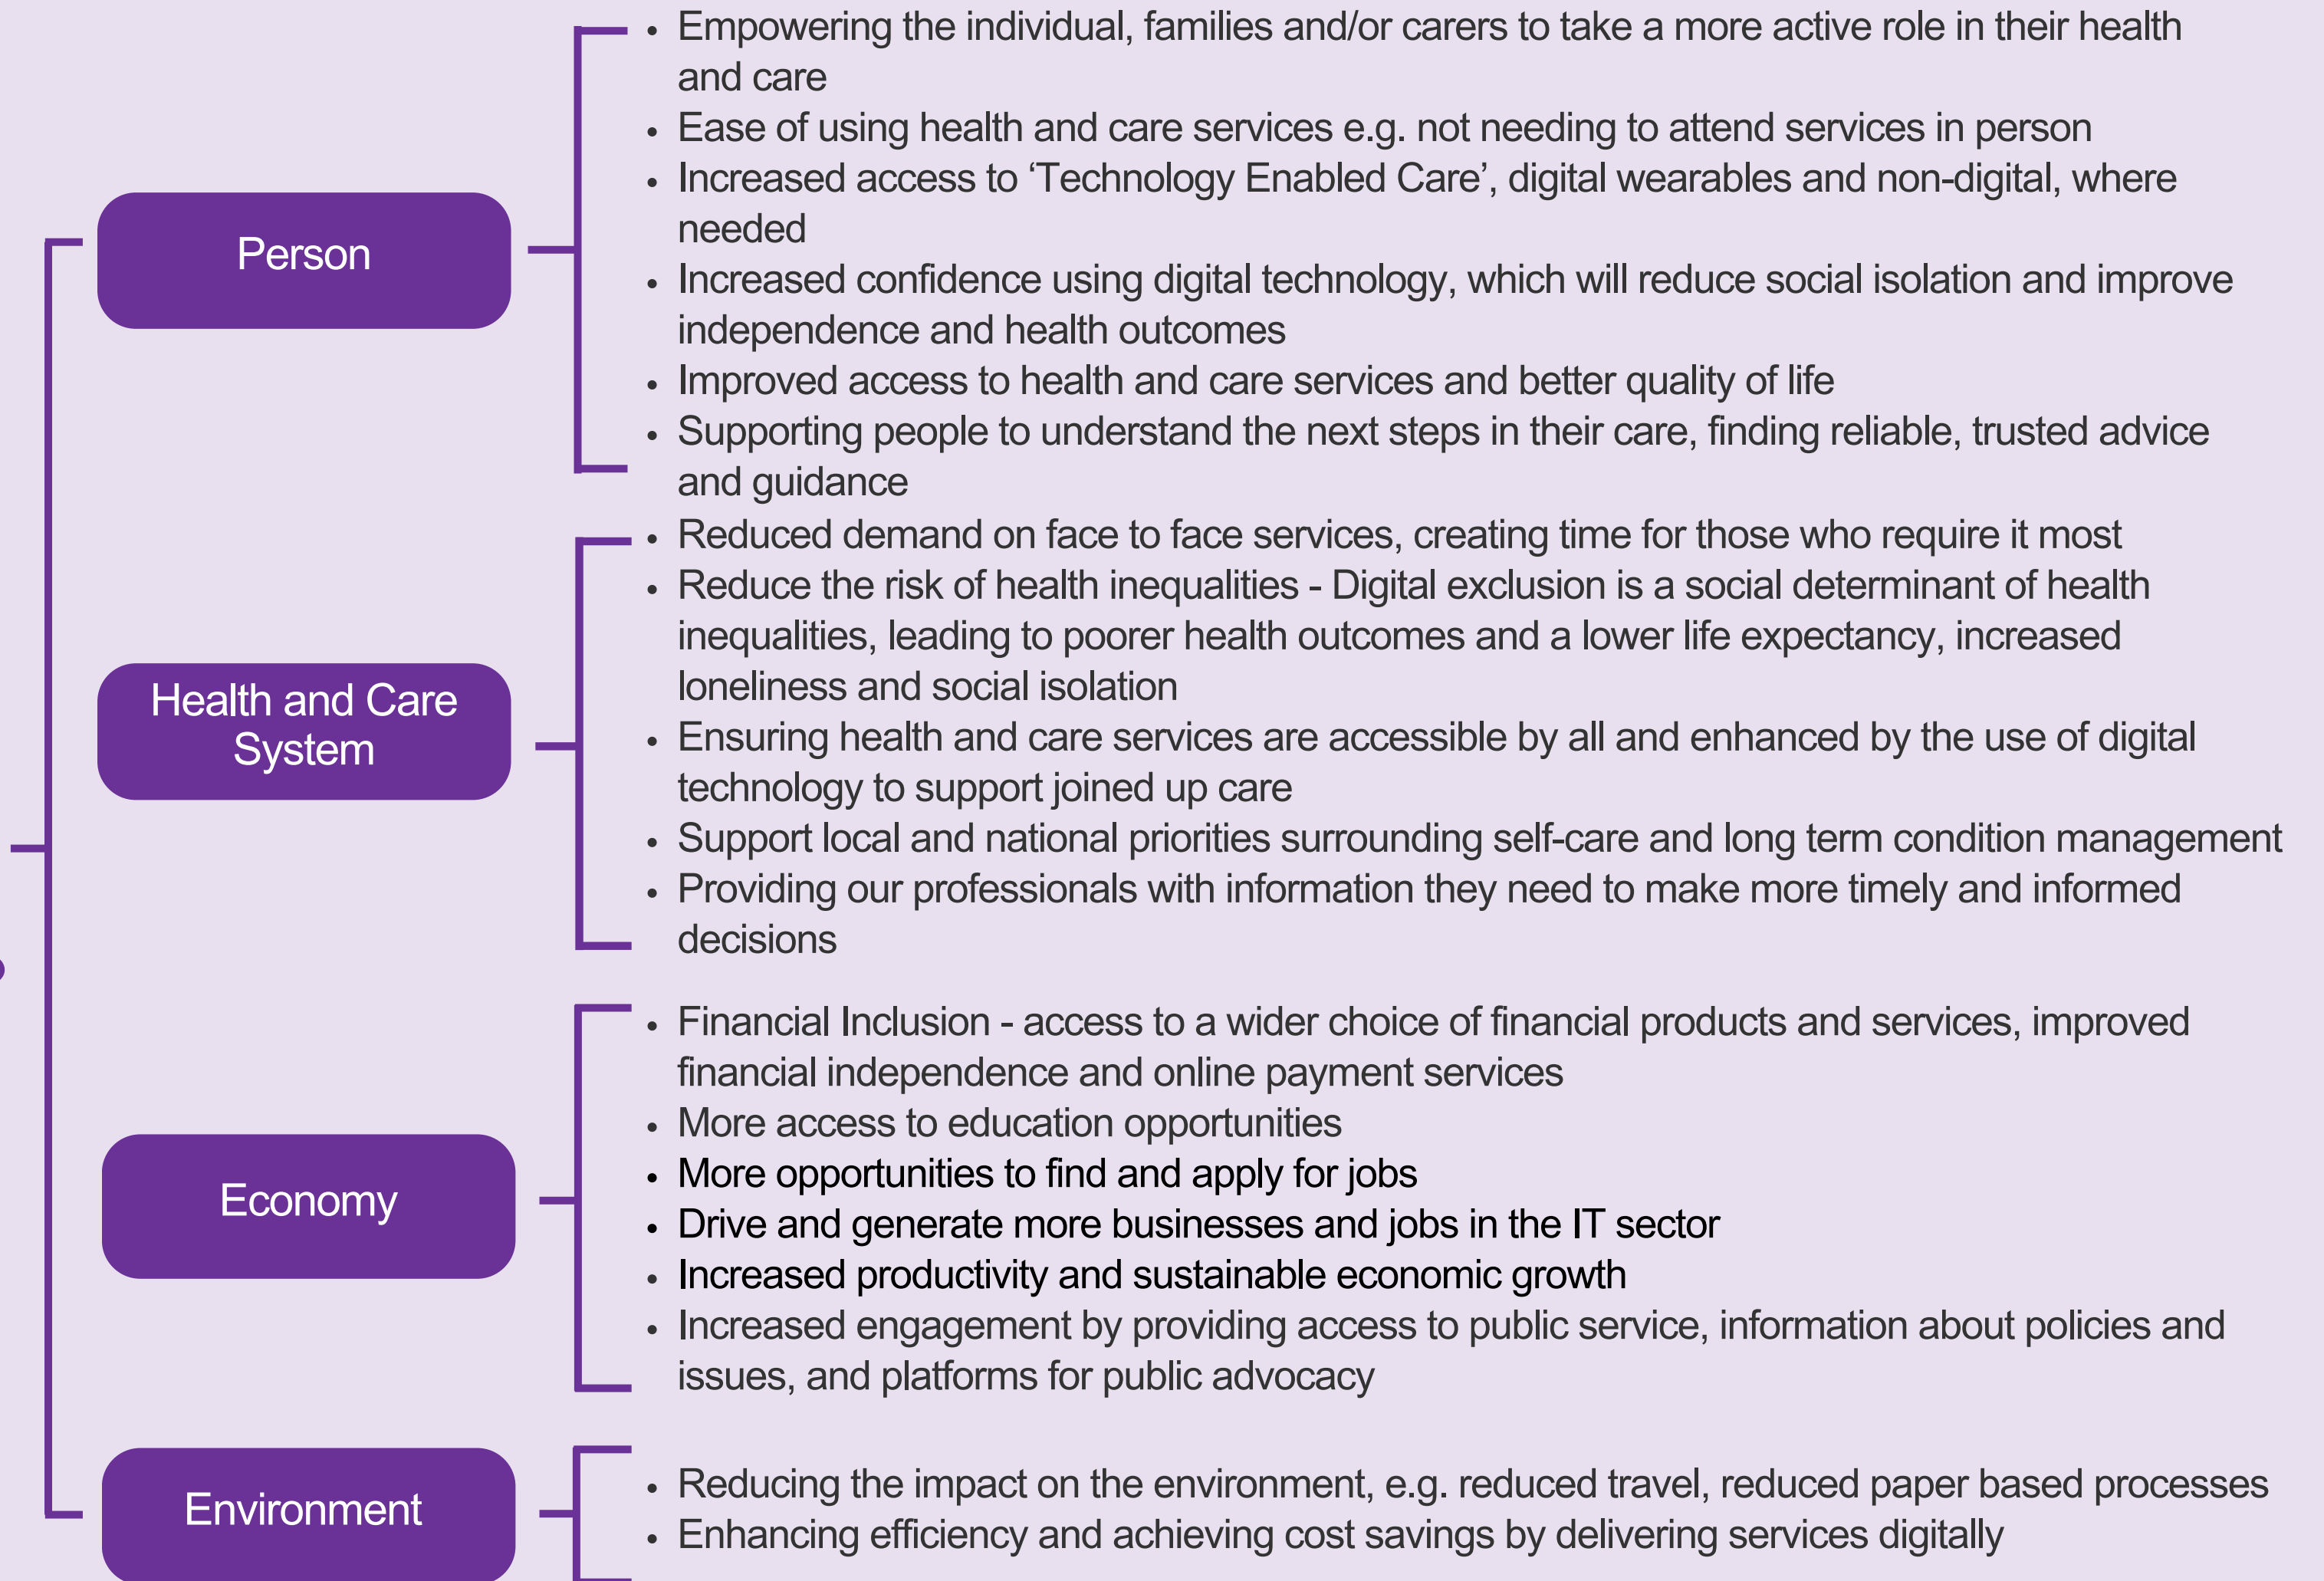 Person
• Empowering the individual, families and/or carers to take a more active role in their health
and care
• Ease of using health and care services e.g. not needing to attend services in person
• Increased access to ‘Technology Enabled Care’, digital wearables and non-digital, where
needed
• Increased confidence using digital technology, which will reduce social isolation and improve
independence and health outcomes
• Improved access to health and care services and better quality of life
• Supporting people to understand the next steps in their care, finding reliable, trusted advice
and guidance
Health and Care
System
• Reduced demand on face to face services, creating time for those who require it most
• Reduce the risk of health inequalities - Digital exclusion is a social determinant of health
inequalities, leading to poorer health outcomes and a lower life expectancy, increased
loneliness and social isolation
• Ensuring health and care services are accessible by all and enhanced by the use of digital
technology to support joined up care
• Support local and national priorities surrounding self-care and long term condition management
• Providing our professionals with information they need to make more timely and informed
decisions
Economy
• Financial Inclusion - access to a wider choice of financial products and services, improved
financial independence and online payment services
• More access to education opportunities
• More opportunities to find and apply for jobs
• Drive and generate more businesses and jobs in the IT sector
• Increased productivity and sustainable economic growth
• Increased engagement by providing access to public service, information about policies and
issues, and platforms for public advocacy
Environment
• Reducing the impact on the environment, e.g. reduced travel, reduced paper based processes
• Enhancing efficiency and achieving cost savings by delivering services digitally